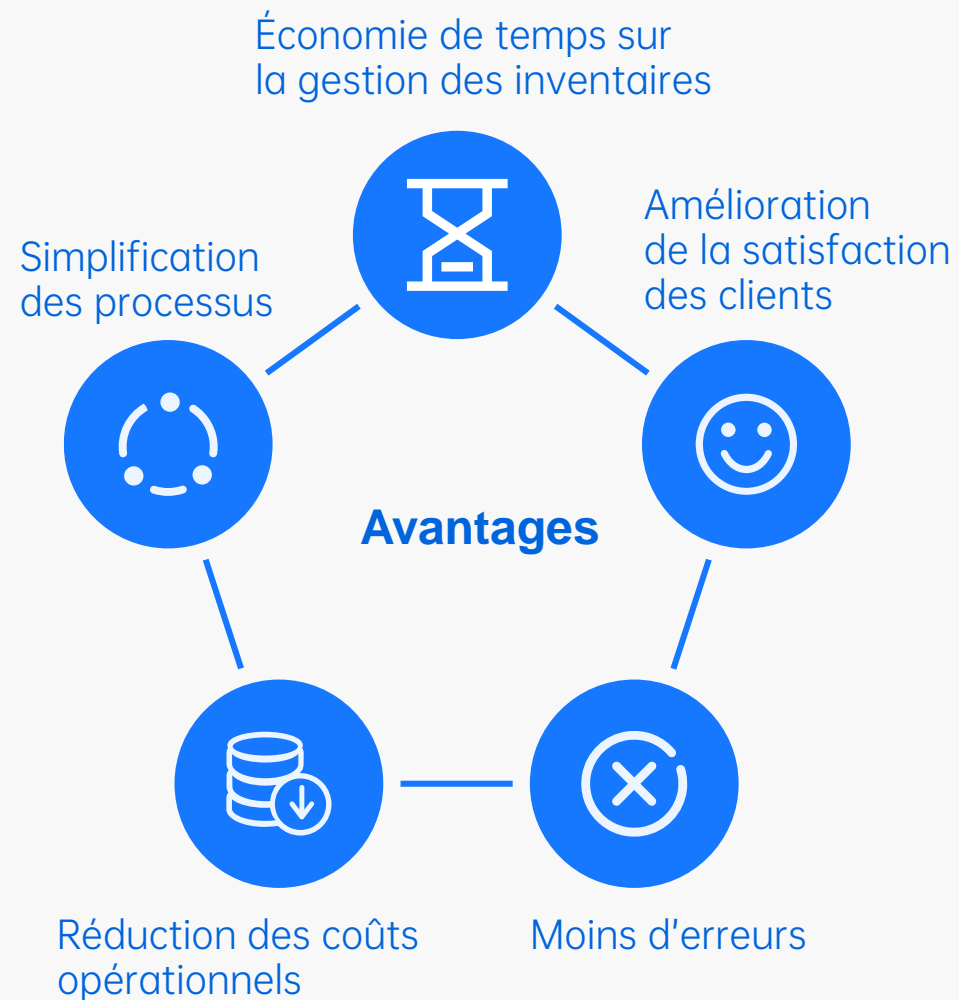 Économie de temps sur
la gestion des inventaires
Amélioration
de la satisfaction
des clients
Simplification
des processus
Avantages
Réduction des coûts
opérationnels
Moins d'erreurs